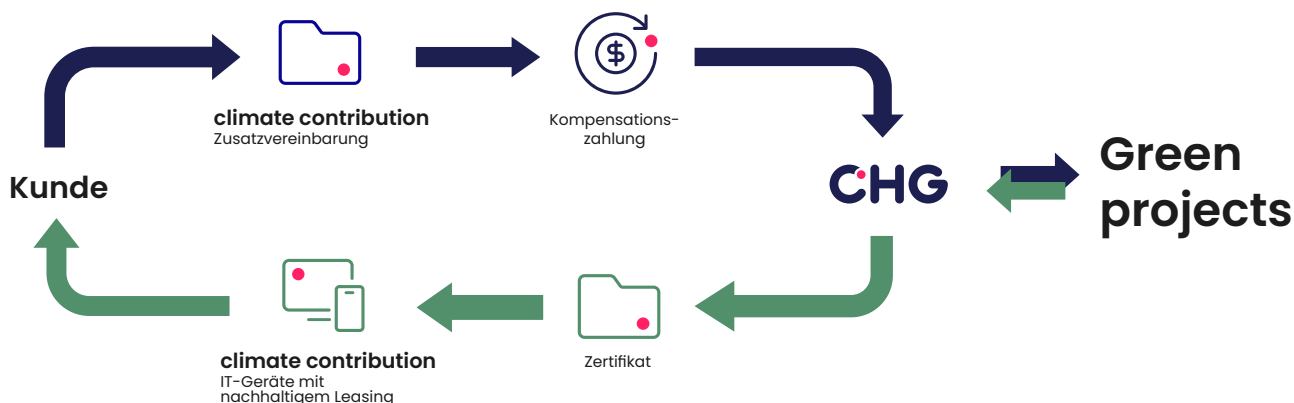 climate contribution
Zusatzvereinbarung
Kompensations-
zahlung
Kunde
CHG
Green
projects
climate contribution
IT-Geräte mit
nachhaltigem Leasing
Zertifikat